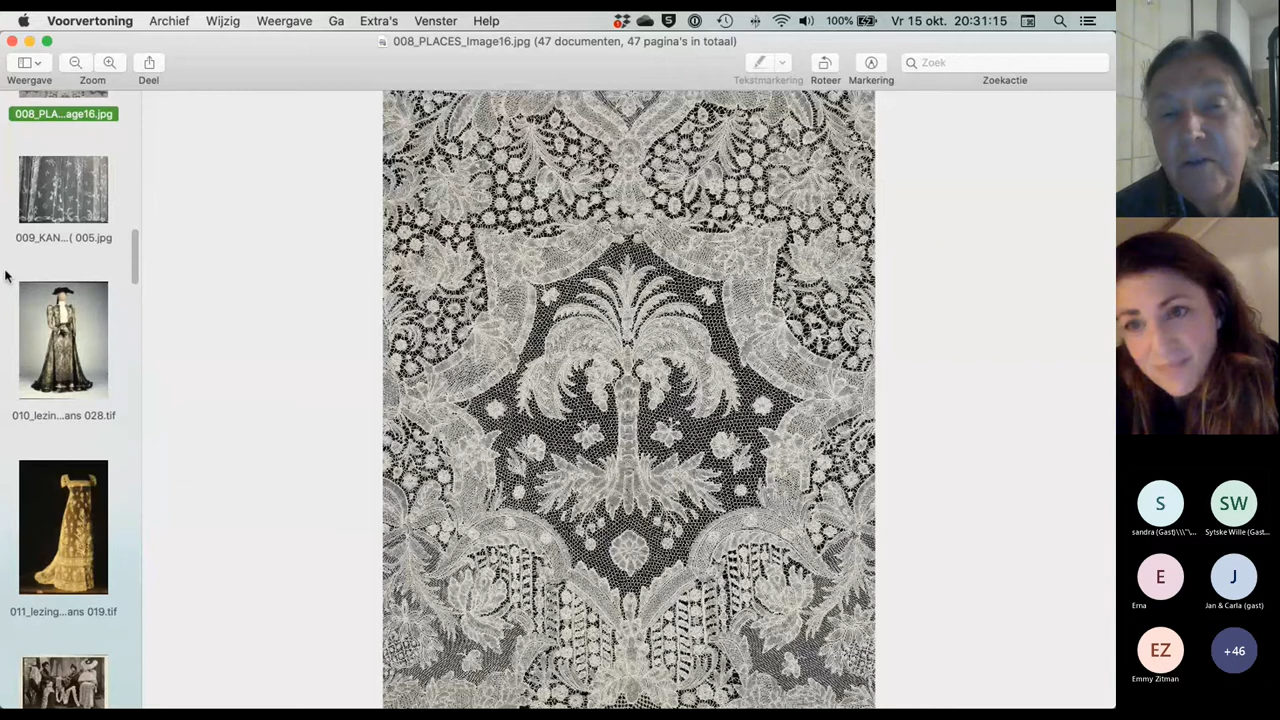 Voorvertoning Archief Wijzig Weergave Ga Extra's Venster Help 100% Vr 15 okt. 20:31:15
008_PLACES_Image16.jpg (47 documenten, 47 pagina's in totaal)
Zoek
Weergave Zoom Deel Tekstmarkering Roteer Markering Zoekactie
008_PLA...age16.jpg
009_KAN...( 005.jpg
010_lezin...ans 028.tif
011_lezing...ans 019.tif
S SW
sandra (Gast)\\\"\,... Sytske Wille (Gast...
E J
Erna Jan & Carla (gast)
EZ +46
Emmy Zitman